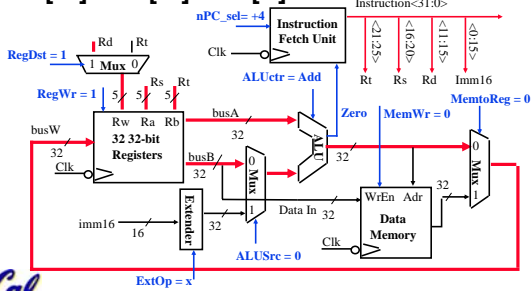 Instruction<31:0>
nPC_sel= +4
Instruction
Fetch Unit
Rd Rt
RegDst = 1
1 Mux 0
Clk
<21:25>
<16:20>
<11:15>
<0:15>
Rs Rt
ALUctr = Add
Rt Rs Rd Imm16
RegWr = 1
5 5 5
busA
Zero
MemWr = 0
MemtoReg = 0
Rw Ra Rb
busW
32
32 32-bit
Registers
32
busB
32
ALU
32
0
Mux
1
0
Mux
1
Clk
WrEn Adr
32
Data In
32
Data
Memory
imm16
16
Extender
32
Clk
ALUSrc = 0
ExtOp = x
Cal